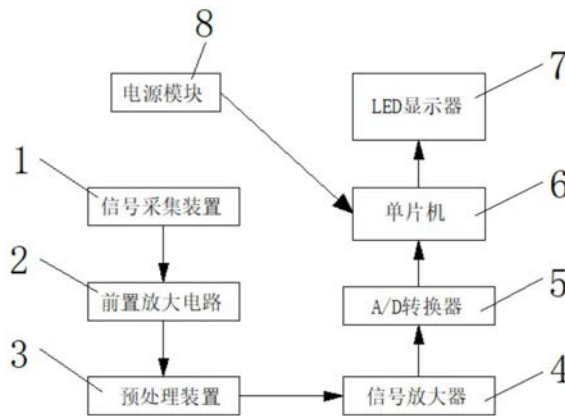 8
电源模块
7
LED显示器
1
信号采集装置
6
单片机
2
前置放大电路
5
A/D转换器
3
预处理装置
4
信号放大器